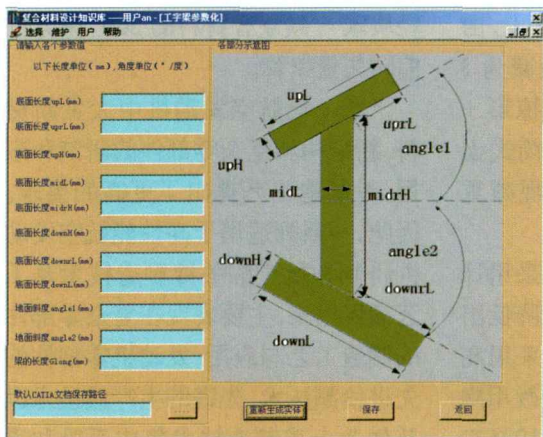 复合材料设计知识库 ——用户an - [工字梁参数化]
选择 维护 用户 帮助
请输入各个参数值
各部分示意图
以下长度单位(mm),角度单位(°/度)
底面长度upL(mm)
底面长度uprL(mm)
底面长度upH(mm)
底面长度midL(mm)
底面长度midrH(mm)
底面长度downH(mm)
底面长度downrL(mm)
底面长度downL(mm)
地面斜度angle1(mm)
地面斜度angle2(mm)
梁的长度Glong(mm)
upL
uprL
upH
angle1
midL
midrH
angle2
downH
downrL
downL
默认CATIA文档保存路径
...
重新生成实体
保存
返回